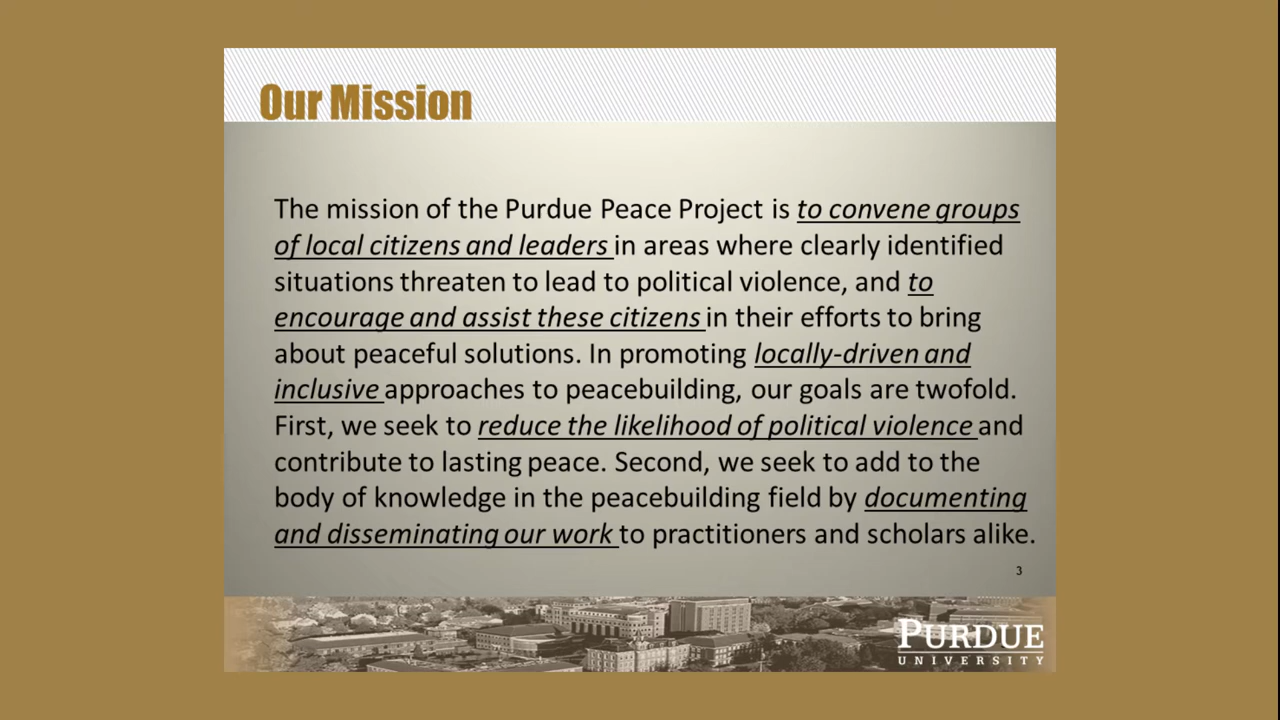 Our Mission
The mission of the Purdue Peace Project is to convene groups
of local citizens and leaders in areas where clearly identified
situations threaten to lead to political violence, and to
encourage and assist these citizens in their efforts to bring
about peaceful solutions. In promoting locally-driven and
inclusive approaches to peacebuilding, our goals are twofold.
First, we seek to reduce the likelihood of political violence and
contribute to lasting peace. Second, we seek to add to the
body of knowledge in the peacebuilding field by documenting
and disseminating our work to practitioners and scholars alike.
3
PURDUE
UNIVERSITY